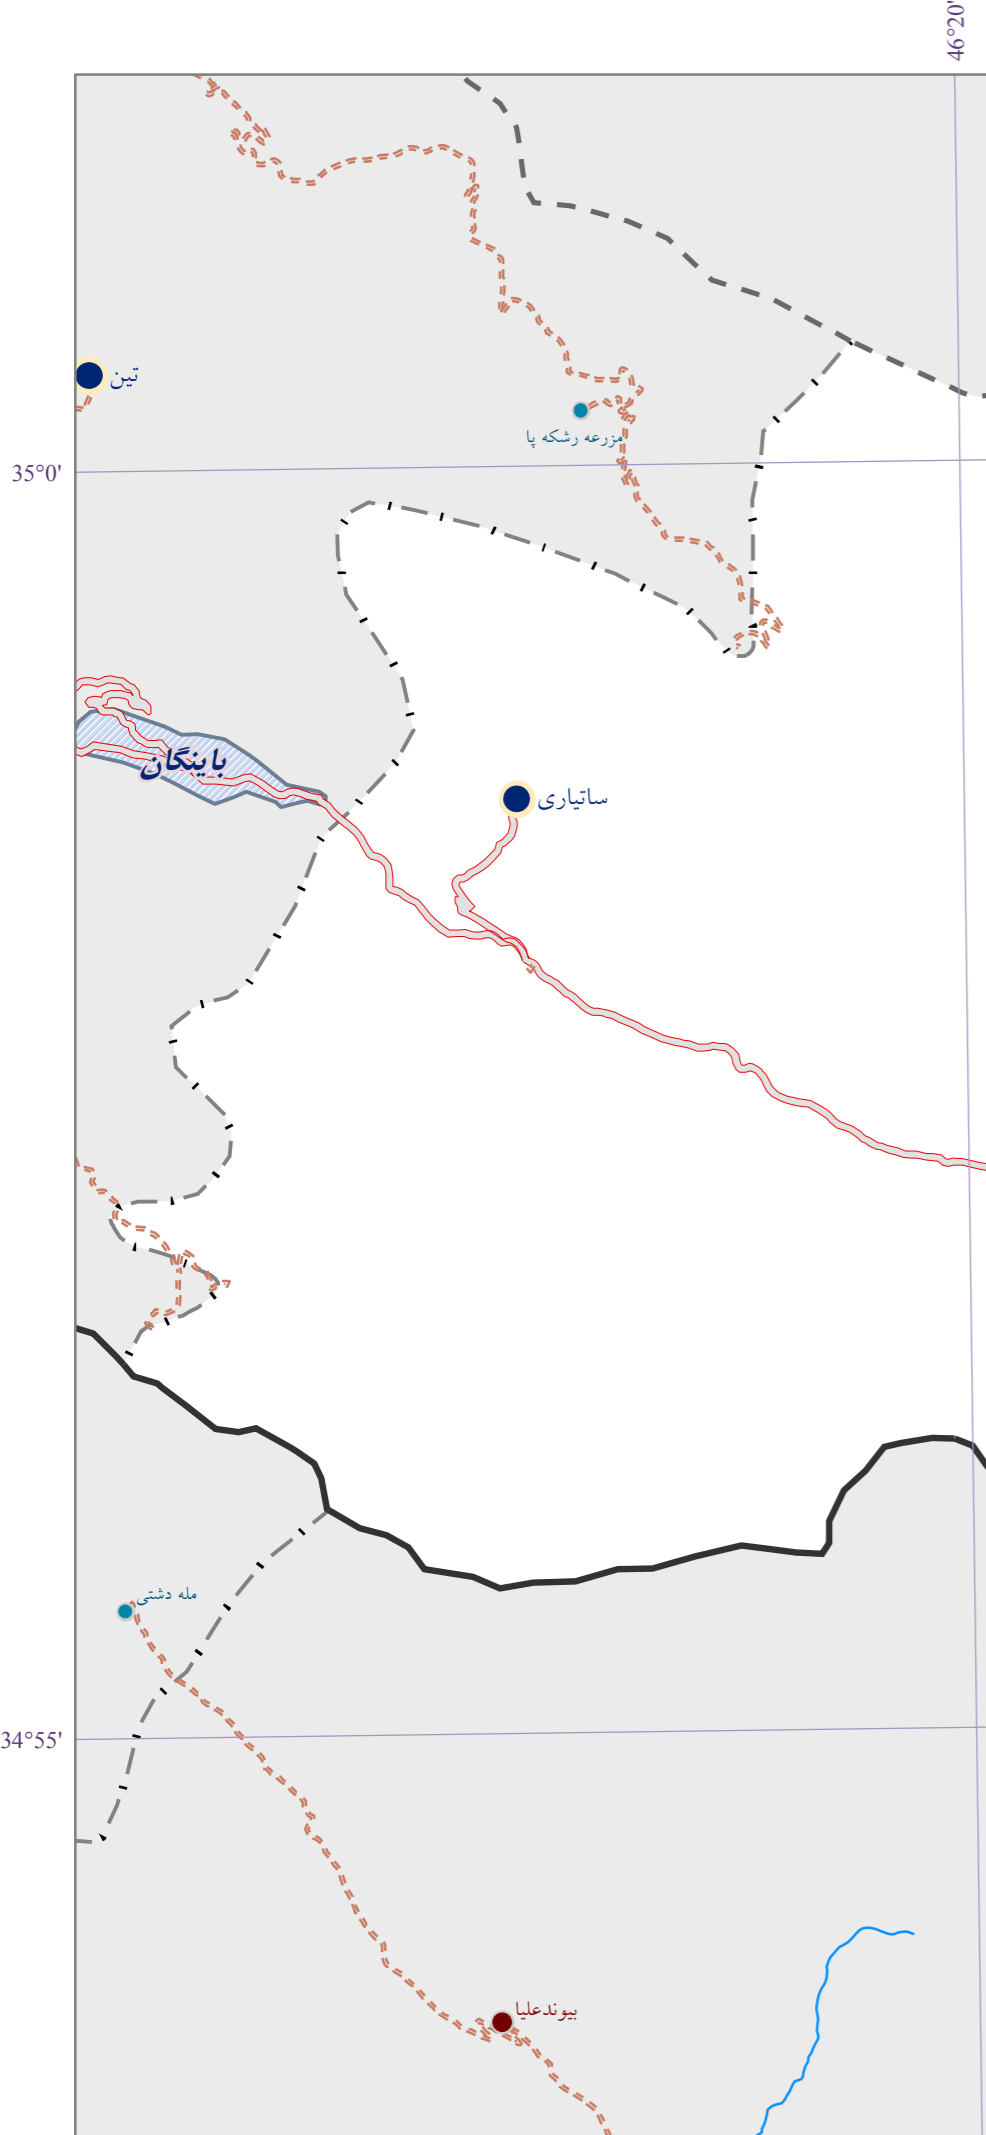 46°20'
تین
مزرعه رشکه پا
35°0'
باینگان
ساتیاری
مله دشتی
34°55'
بیوندعلیا